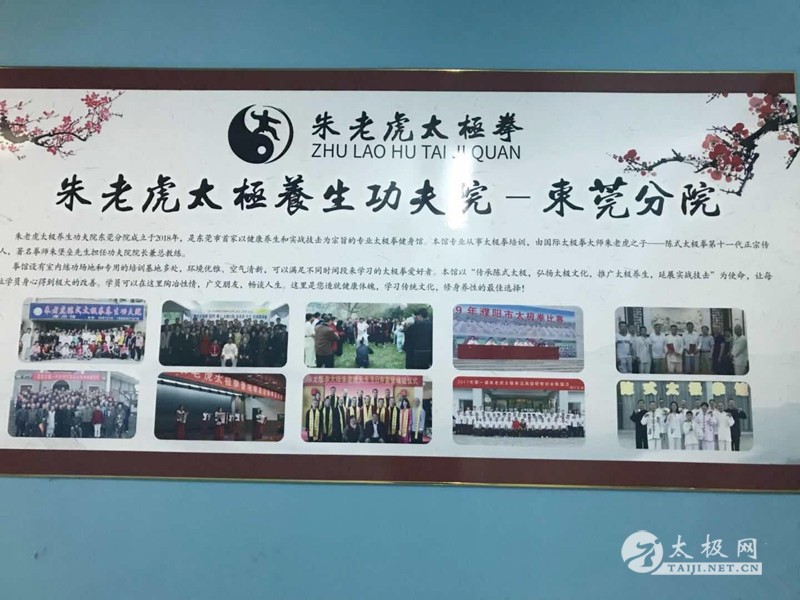 朱老虎太極拳
ZHU LAO HU TAI JI QUAN
朱老虎太極養生功夫院－東莞分院
朱老虎太极养生功夫院东莞分院成立于2018年，是东莞市首家以健康养生和实战技击为宗旨的专业太极拳健身馆。本馆专业从事太极拳培训，由国际太极拳大师朱老虎之子——陈式太极拳第十一代正宗传
人，著名拳师朱堡垒先生担任功夫院院长兼总教练。
拳馆设有室内练功场地和专用的培训基地多处，环境优雅、空气清新，可以满足不同时间段来学习的太极拳爱好者。本馆以“传承陈式太极，弘扬太极文化，推广太极养生，延展实战技击”为使命，让每
位学员身心得到极大的改善。学员可以在这里陶冶性情，广交朋友，畅谈人生，这里是您造就健康体魄，学习传统文化，修身养性的最佳选择！
9年濮阳市太极拳比赛
陈式太极拳
太极网
TAIJI.NET.CN